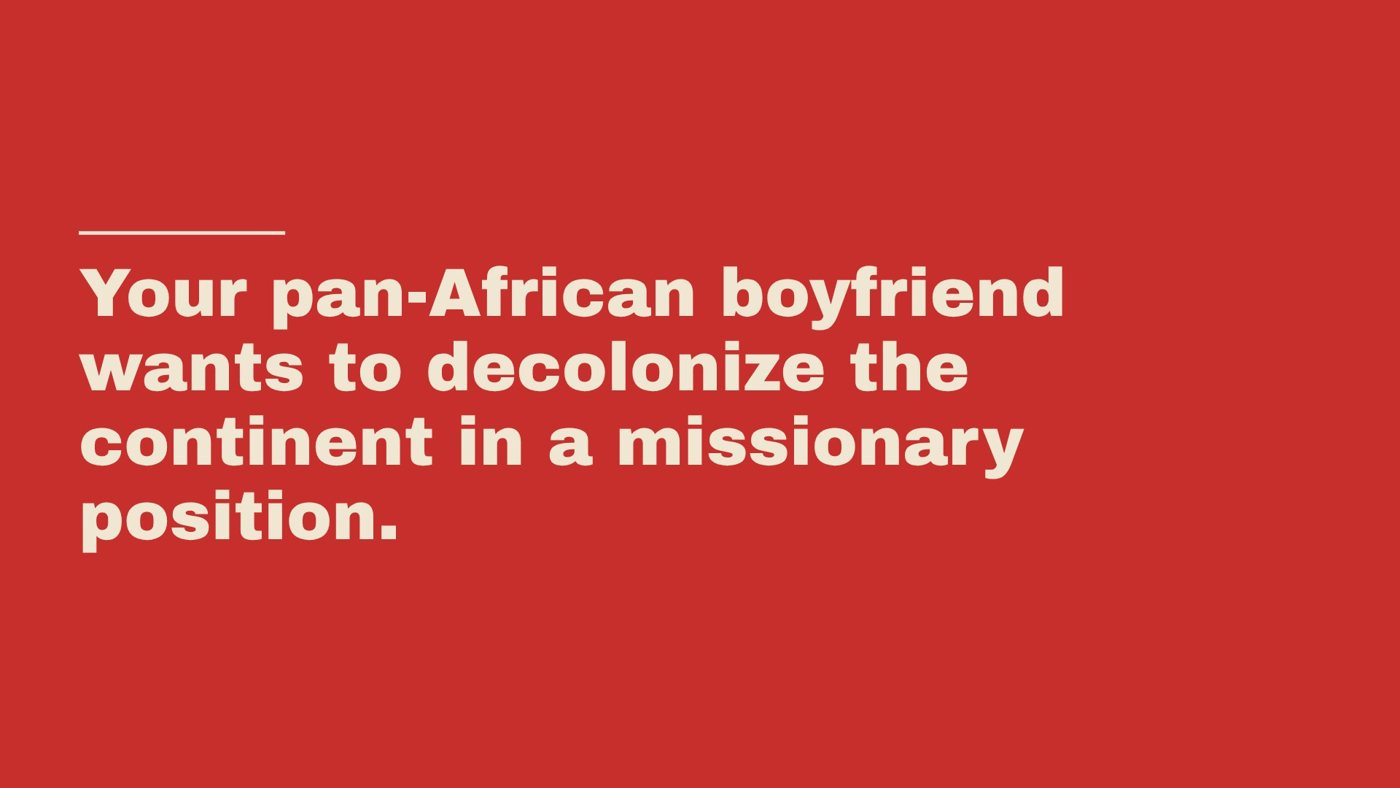 Your pan-African boyfriend
wants to decolonize the
continent in a missionary
position.